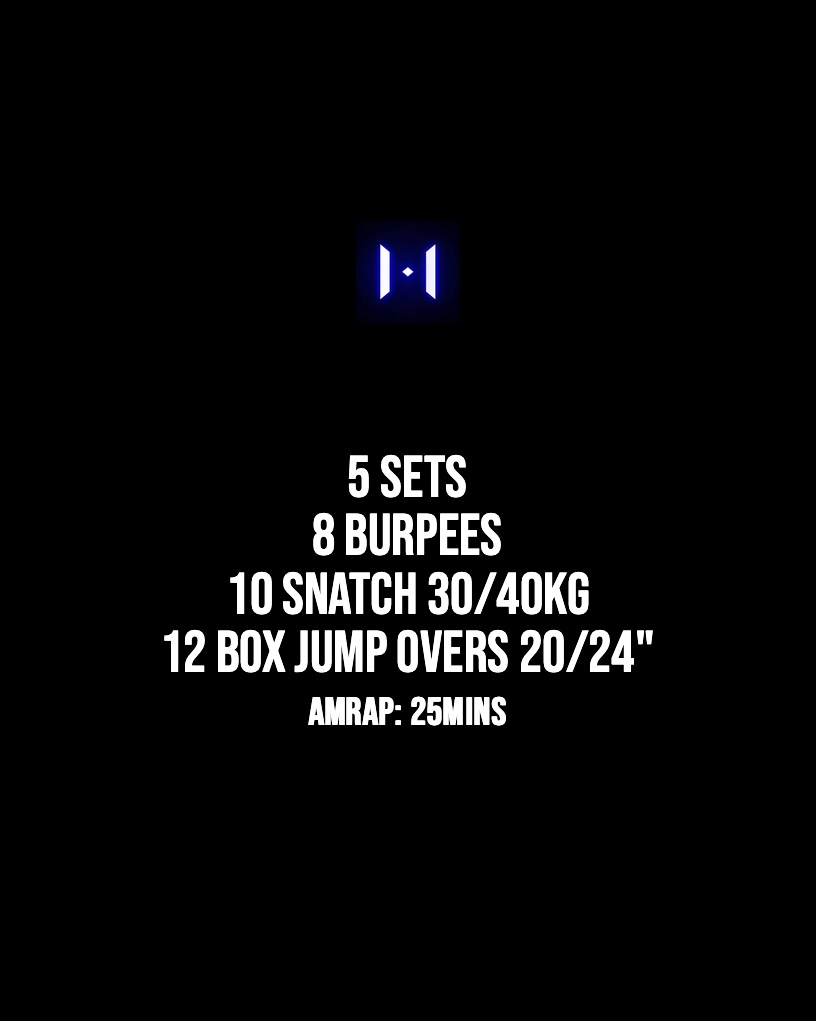 5 SETS
8 BURPEES
10 SNATCH 30/40KG
12 BOX JUMP OVERS 20/24"
AMRAP: 25MINS